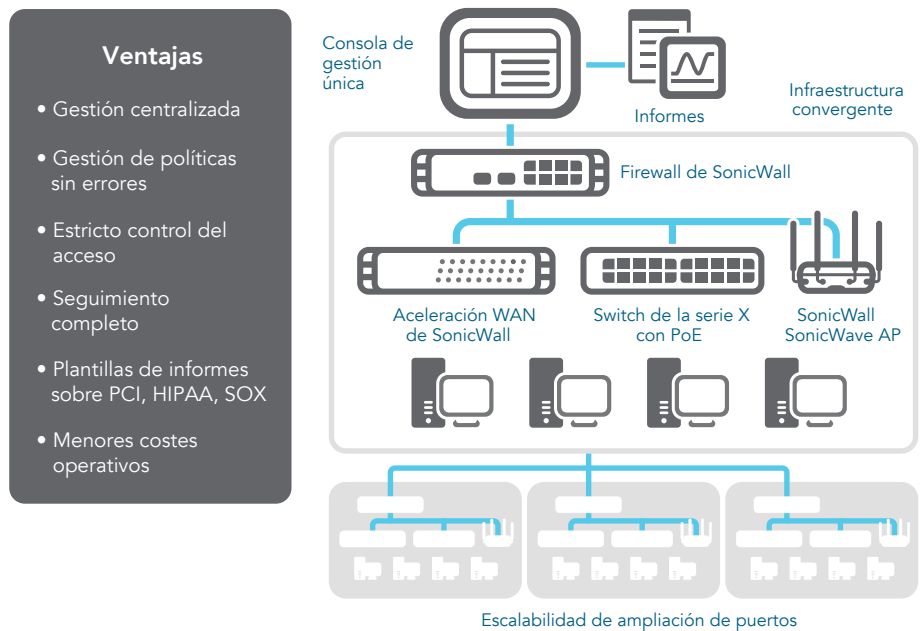 Ventajas
• Gestión centralizada
• Gestión de políticas
sin errores
• Estricto control del
acceso
• Seguimiento
completo
• Plantillas de informes
sobre PCI, HIPAA, SOX
• Menores costes
operativos
Consola de
gestión
única
Informes
Infraestructura
convergente
Firewall de SonicWall
Aceleración WAN
de SonicWall
Switch de la serie X
con PoE
SonicWall
SonicWave AP
Escalabilidad de ampliación de puertos